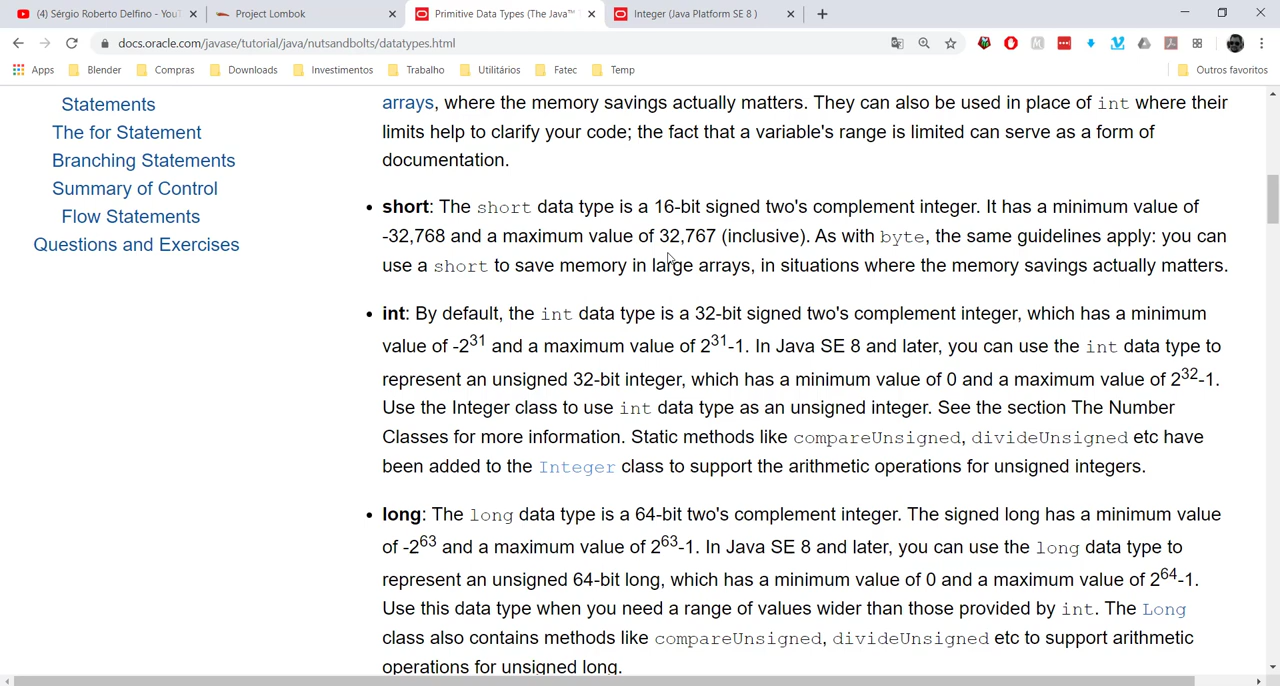 (4) Sérgio Roberto Delfino - YouT
Project Lombok
Primitive Data Types (The Java™
Integer (Java Platform SE 8 )
docs.oracle.com/javase/tutorial/java/nutsandbolts/datatypes.html
Apps
Blender
Compras
Downloads
Investimentos
Trabalho
Utilitários
Fatec
Temp
Outros favoritos
Statements
The for Statement
Branching Statements
Summary of Control
Flow Statements
Questions and Exercises
arrays, where the memory savings actually matters. They can also be used in place of int where their
limits help to clarify your code; the fact that a variable's range is limited can serve as a form of
documentation.
• short: The short data type is a 16-bit signed two's complement integer. It has a minimum value of
-32,768 and a maximum value of 32,767 (inclusive). As with byte, the same guidelines apply: you can
use a short to save memory in large arrays, in situations where the memory savings actually matters.
• int: By default, the int data type is a 32-bit signed two's complement integer, which has a minimum
value of -2³¹ and a maximum value of 2³¹-1. In Java SE 8 and later, you can use the int data type to
represent an unsigned 32-bit integer, which has a minimum value of 0 and a maximum value of 2³²-1.
Use the Integer class to use int data type as an unsigned integer. See the section The Number
Classes for more information. Static methods like compareUnsigned, divideUnsigned etc have
been added to the Integer class to support the arithmetic operations for unsigned integers.
• long: The long data type is a 64-bit two's complement integer. The signed long has a minimum value
of -2⁶³ and a maximum value of 2⁶³-1. In Java SE 8 and later, you can use the long data type to
represent an unsigned 64-bit long, which has a minimum value of 0 and a maximum value of 2⁶⁴-1.
Use this data type when you need a range of values wider than those provided by int. The Long
class also contains methods like compareUnsigned, divideUnsigned etc to support arithmetic
operations for unsigned long.